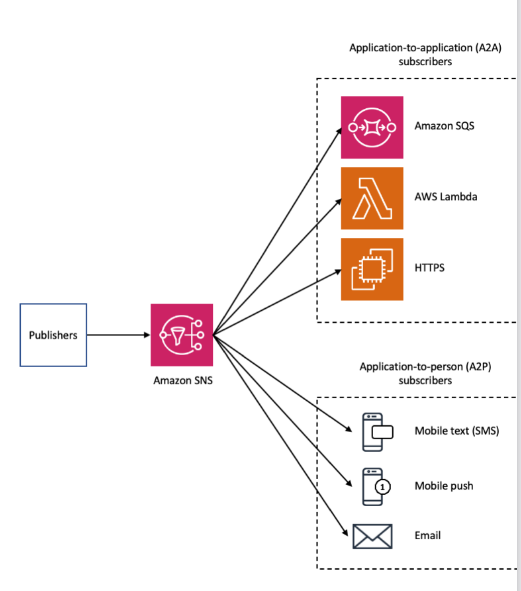 Application-to-application (A2A)
subscribers
Amazon SQS
AWS Lambda
HTTPS
Publishers
Amazon SNS
Application-to-person (A2P)
subscribers
Mobile text (SMS)
1
Mobile push
Email